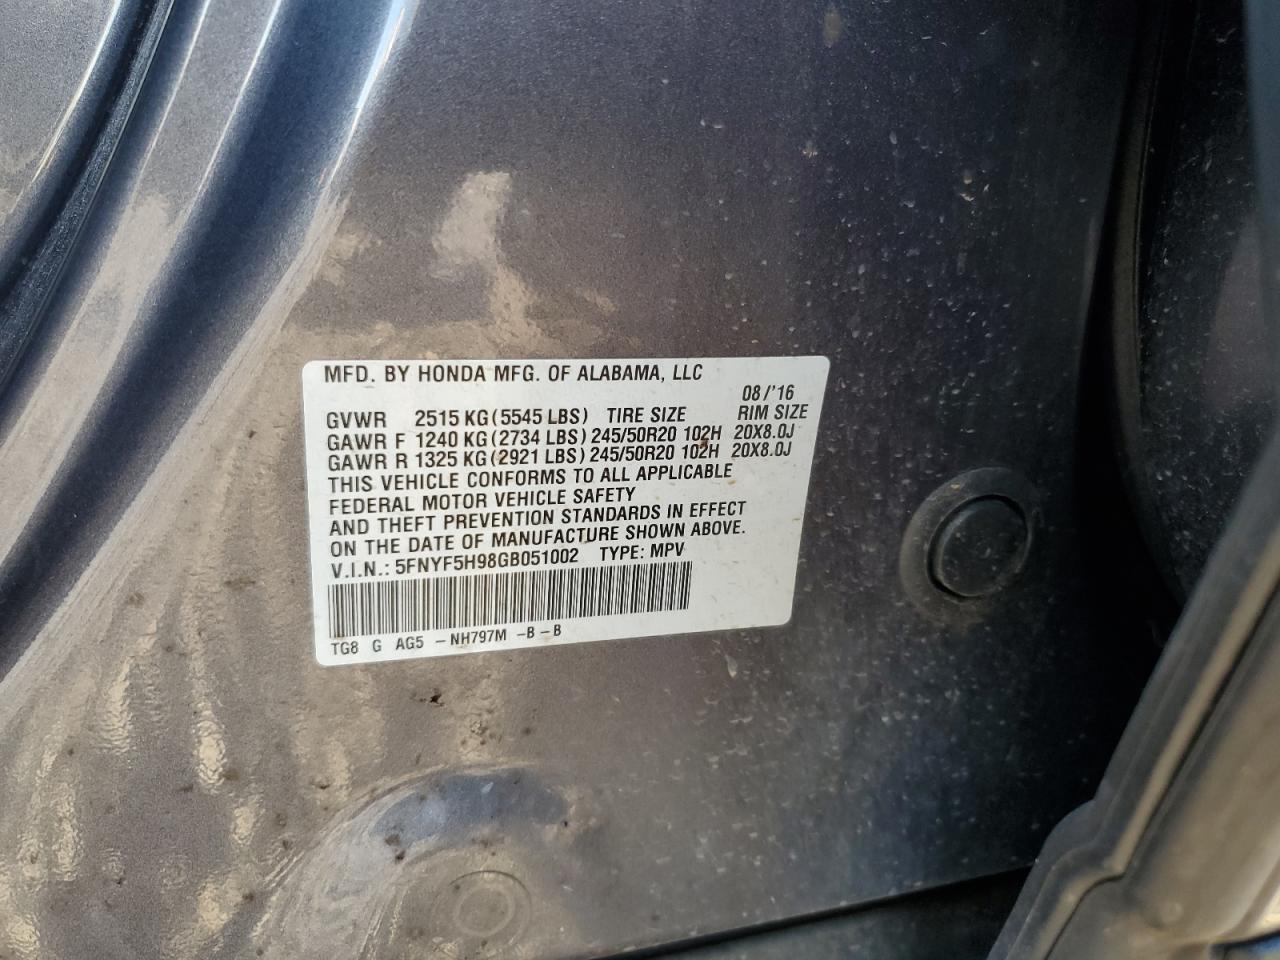 MFD. BY HONDA MFG. OF ALABAMA, LLC
08/'16
GVWR 2515 KG (5545 LBS) TIRE SIZE RIM SIZE
GAWR F 1240 KG (2734 LBS) 245/50R20 102H 20X8.0J
GAWR R 1325 KG (2921 LBS) 245/50R20 102H 20X8.0J
THIS VEHICLE CONFORMS TO ALL APPLICABLE
FEDERAL MOTOR VEHICLE SAFETY
AND THEFT PREVENTION STANDARDS IN EFFECT
ON THE DATE OF MANUFACTURE SHOWN ABOVE.
V.I.N.: 5FNYF5H98GB051002 TYPE: MPV
TG8 G AG5 -NH797M -B -B